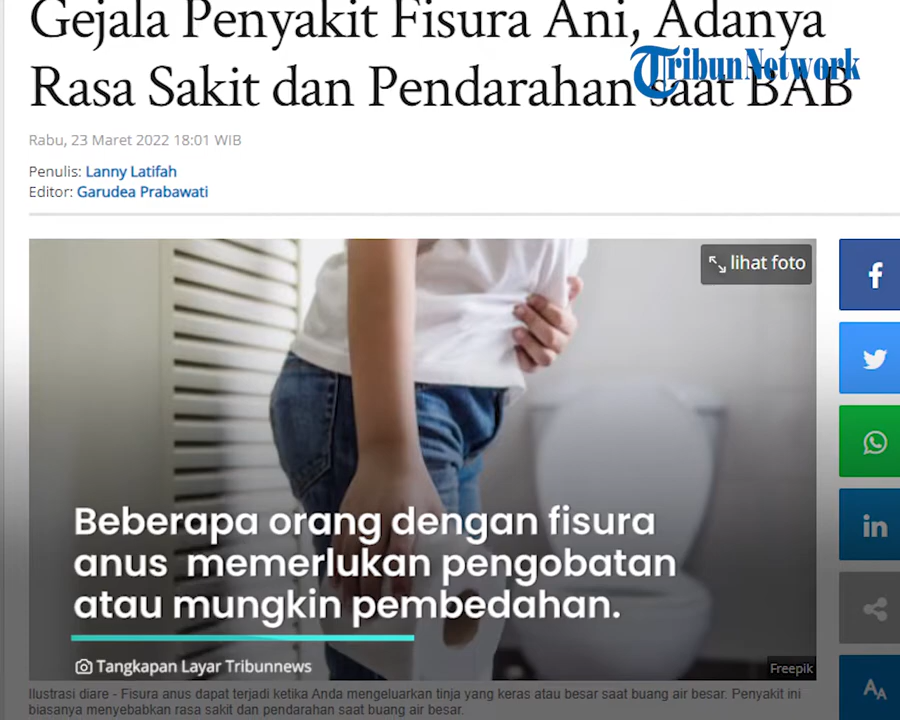 Gejala Penyakit Fisura Ani, Adanya
Rasa Sakit dan Pendarahan saat BAB
TribunNetwork
Rabu, 23 Maret 2022 18:01 WIB
Penulis: Lanny Latifah
Editor: Garudea Prabawati
lihat foto
Beberapa orang dengan fisura
anus memerlukan pengobatan
atau mungkin pembedahan.
Tangkapan Layar Tribunnews
Freepik
Ilustrasi diare - Fisura anus dapat terjadi ketika Anda mengeluarkan tinja yang keras atau besar saat buang air besar. Penyakit ini
biasanya menyebabkan rasa sakit dan pendarahan saat buang air besar.
f
in
AA